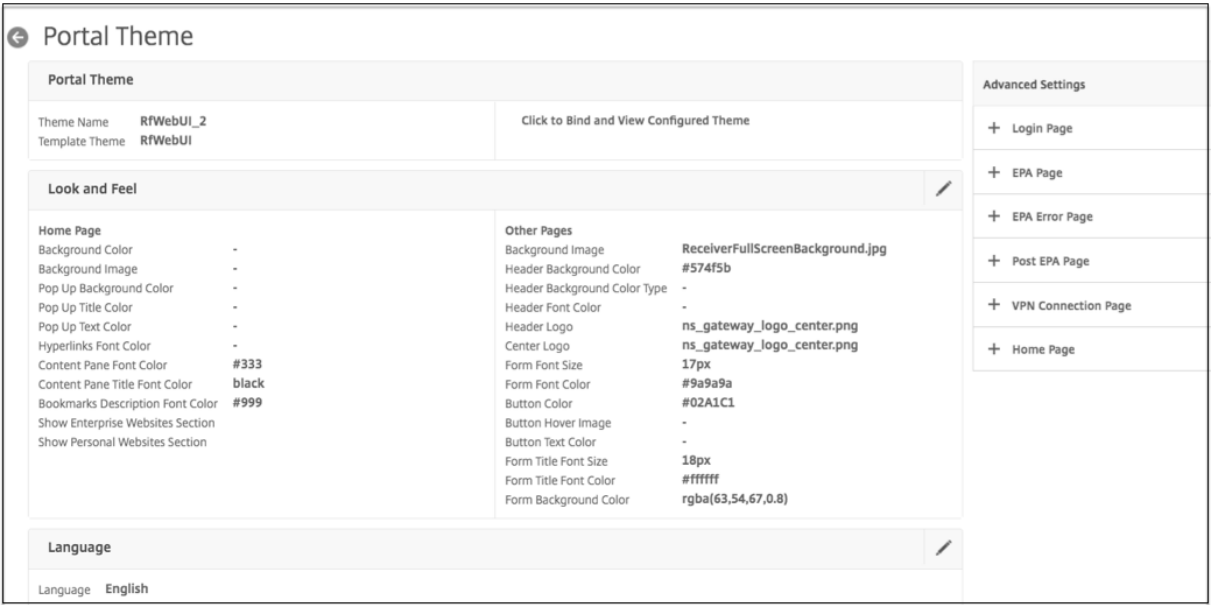 Portal Theme
Portal Theme
Theme Name RfWebUI_2
Template Theme RfWebUI
Click to Bind and View Configured Theme
Look and Feel
Home Page
Background Color -
Background Image -
Pop Up Background Color -
Pop Up Title Color -
Pop Up Text Color -
Hyperlinks Font Color -
Content Pane Font Color #333
Content Pane Title Font Color black
Bookmarks Description Font Color #999
Show Enterprise Websites Section
Show Personal Websites Section
Other Pages
Background Image ReceiverFullScreenBackground.jpg
Header Background Color #574f5b
Header Background Color Type -
Header Font Color -
Header Logo ns_gateway_logo_center.png
Center Logo ns_gateway_logo_center.png
Form Font Size 17px
Form Font Color #9a9a9a
Button Color #02A1C1
Button Hover Image -
Button Text Color -
Form Title Font Size 18px
Form Title Font Color #ffffff
Form Background Color rgba(63,54,67,0.8)
Language
Language English
Advanced Settings
+ Login Page
+ EPA Page
+ EPA Error Page
+ Post EPA Page
+ VPN Connection Page
+ Home Page